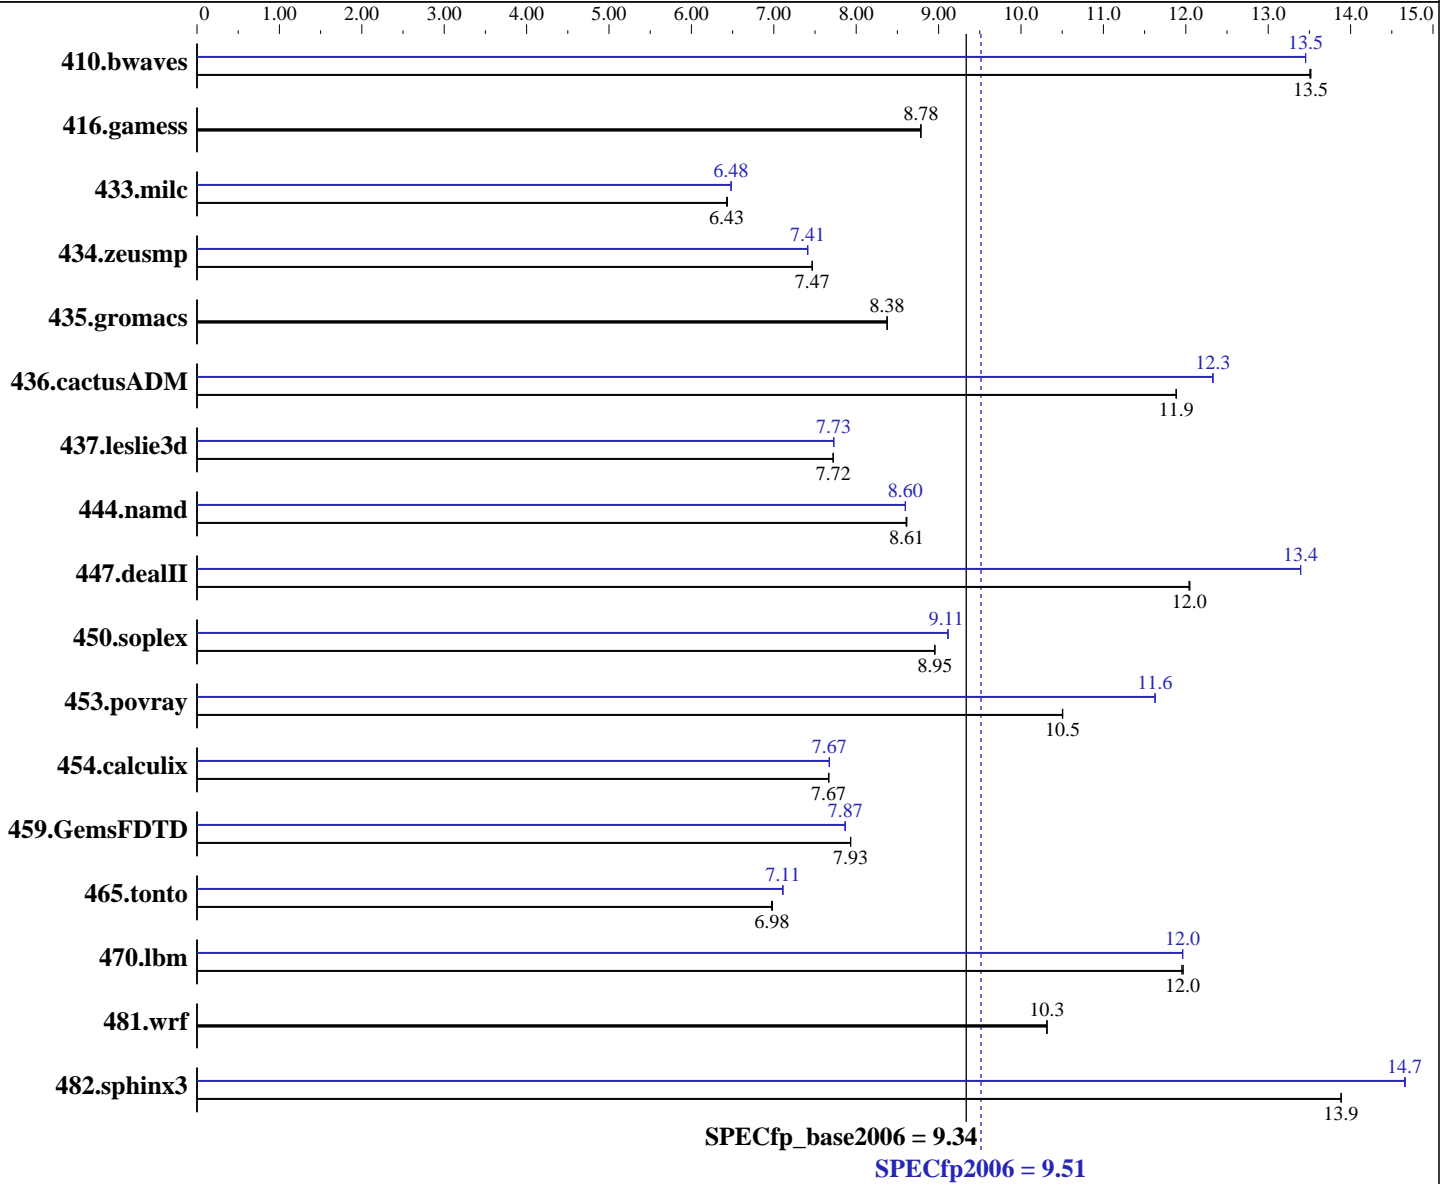 0 1.00 2.00 3.00 4.00 5.00 6.00 7.00 8.00 9.00 10.0 11.0 12.0 13.0 14.0 15.0
13.5
410.bwaves
13.5
8.78
416.gamess
6.48
433.milc
6.43
7.41
434.zeusmp
7.47
8.38
435.gromacs
12.3
436.cactusADM
11.9
7.73
437.leslie3d
7.72
8.60
444.namd
8.61
13.4
447.dealII
12.0
9.11
450.soplex
8.95
11.6
453.povray
10.5
7.67
454.calculix
7.67
7.87
459.GemsFDTD
7.93
7.11
465.tonto
6.98
12.0
470.lbm
12.0
10.3
481.wrf
14.7
482.sphinx3
13.9
SPECfp_base2006 = 9.34
SPECfp2006 = 9.51